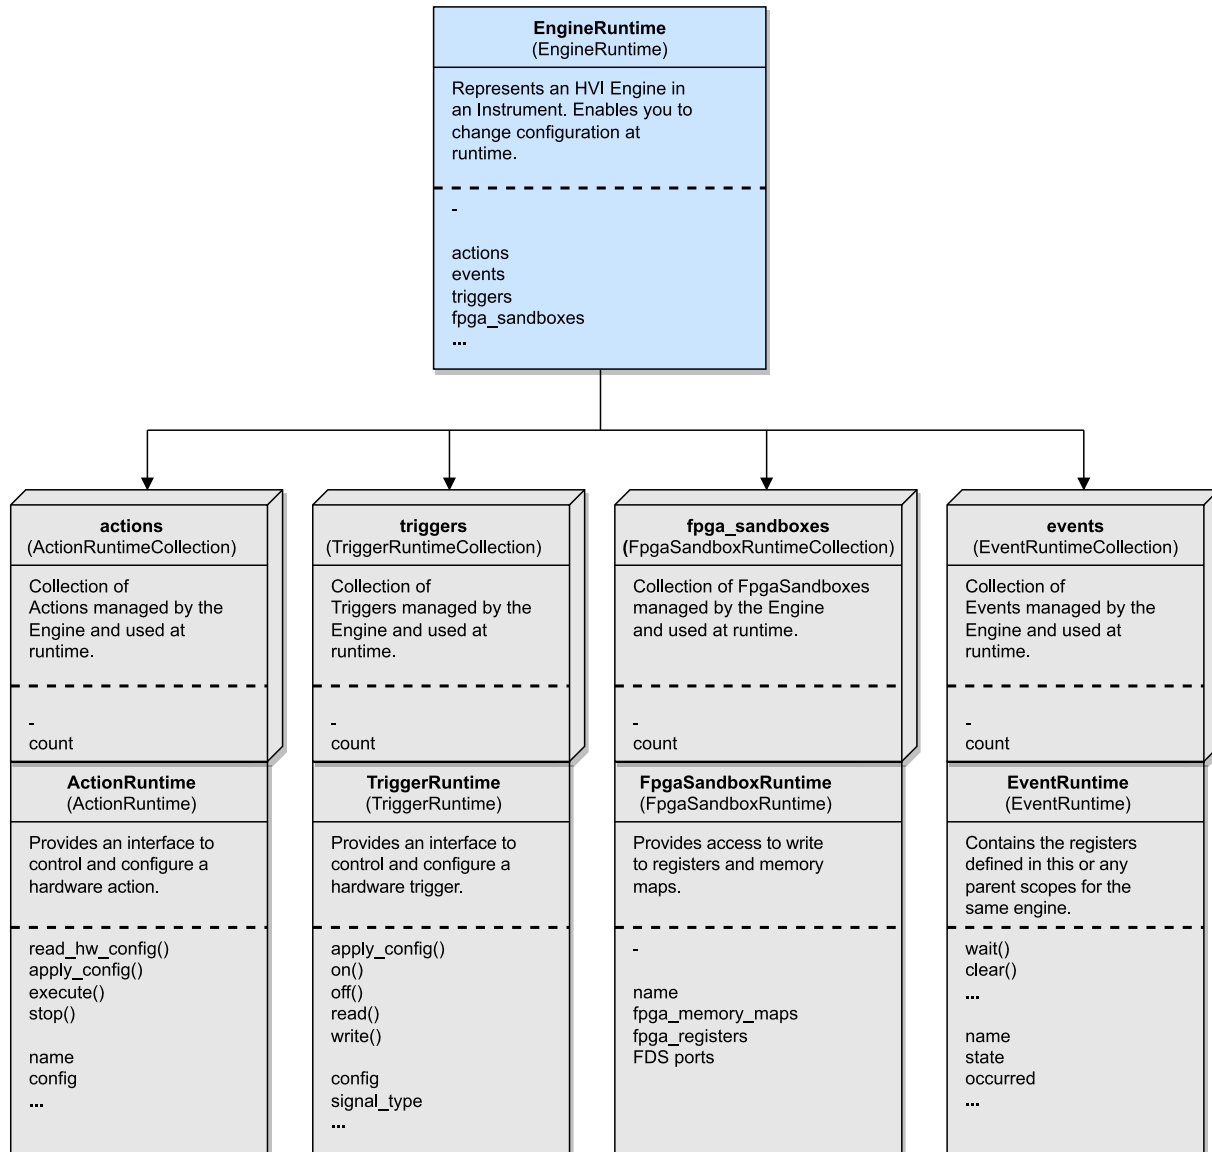 EngineRuntime
(EngineRuntime)
Represents an HVI Engine in
an Instrument. Enables you to
change configuration at
runtime.
-
actions
events
triggers
fpga_sandboxes
...
actions
(ActionRuntimeCollection)
Collection of
Actions managed by the
Engine and used at
runtime.
-
count
ActionRuntime
(ActionRuntime)
Provides an interface to
control and configure a
hardware action.
read_hw_config()
apply_config()
execute()
stop()
name
config
...
triggers
(TriggerRuntimeCollection)
Collection of
Triggers managed by the
Engine and used at
runtime.
-
count
TriggerRuntime
(TriggerRuntime)
Provides an interface to
control and configure a
hardware trigger.
apply_config()
on()
off()
read()
write()
config
signal_type
...
fpga_sandboxes
(FpgaSandboxRuntimeCollection)
Collection of FpgaSandboxes
managed by the Engine
and used at runtime.
-
count
FpgaSandboxRuntime
(FpgaSandboxRuntime)
Provides access to write
to registers and memory
maps.
-
name
fpga_memory_maps
fpga_registers
FDS ports
events
(EventRuntimeCollection)
Collection of
Events managed by the
Engine and used at
runtime.
-
count
EventRuntime
(EventRuntime)
Contains the registers
defined in this or any
parent scopes for the
same engine.
wait()
clear()
...
name
state
occurred
...